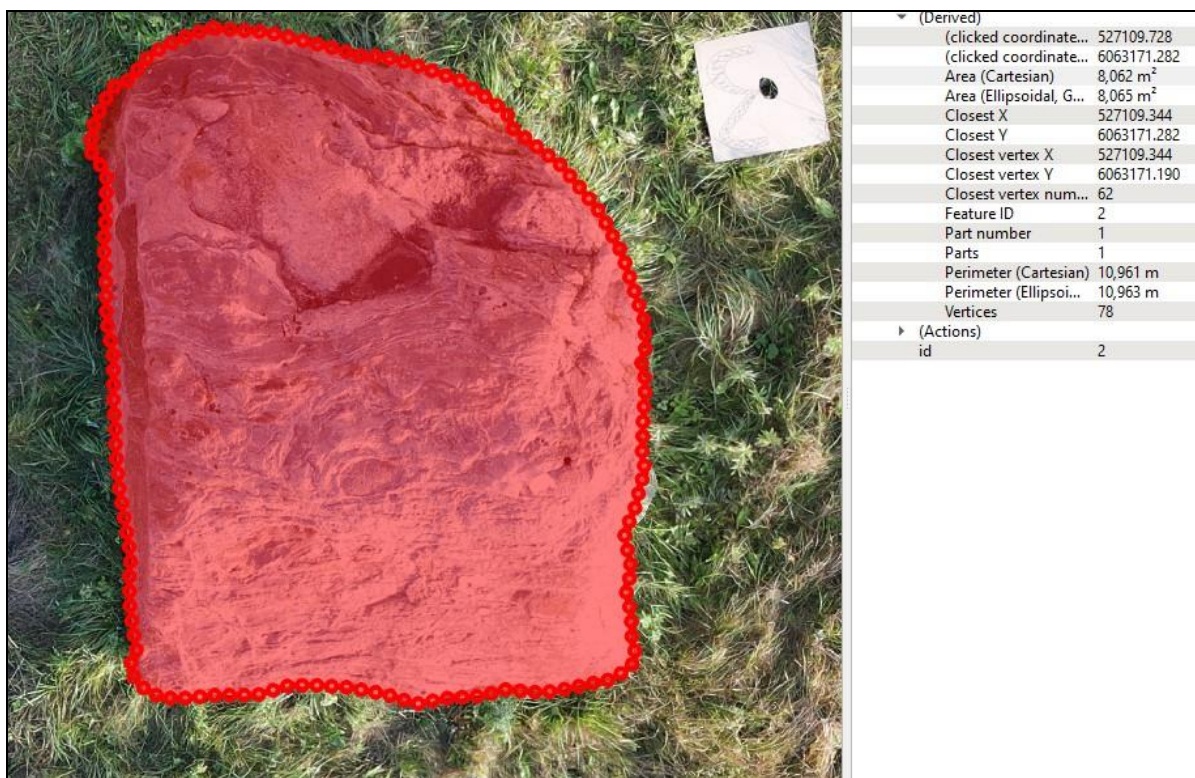 (Derived)
(clicked coordinate... 527109.728
(clicked coordinate... 6063171.282
Area (Cartesian) 8,062 m²
Area (Ellipsoidal, G... 8,065 m²
Closest X 527109.344
Closest Y 6063171.282
Closest vertex X 527109.344
Closest vertex Y 6063171.190
Closest vertex num... 62
Feature ID 2
Part number 1
Parts 1
Perimeter (Cartesian) 10,961 m
Perimeter (Ellipsoi... 10,963 m
Vertices 78
(Actions)
id 2